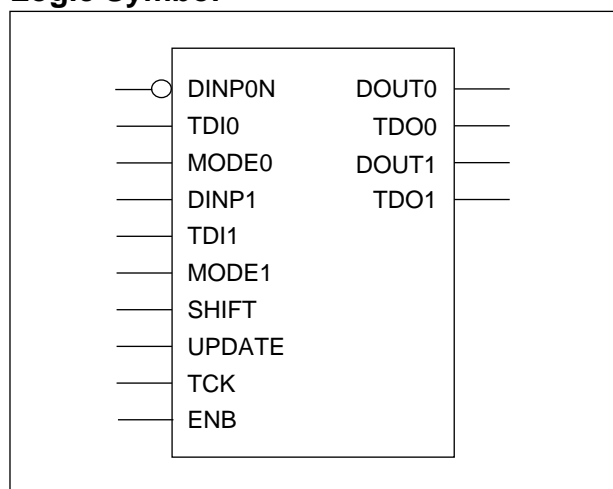 Logic Symbol
DINP0N DOUT0
TDI0 TDO0
MODE0 DOUT1
DINP1 TDO1
TDI1
MODE1
SHIFT
UPDATE
TCK
ENB